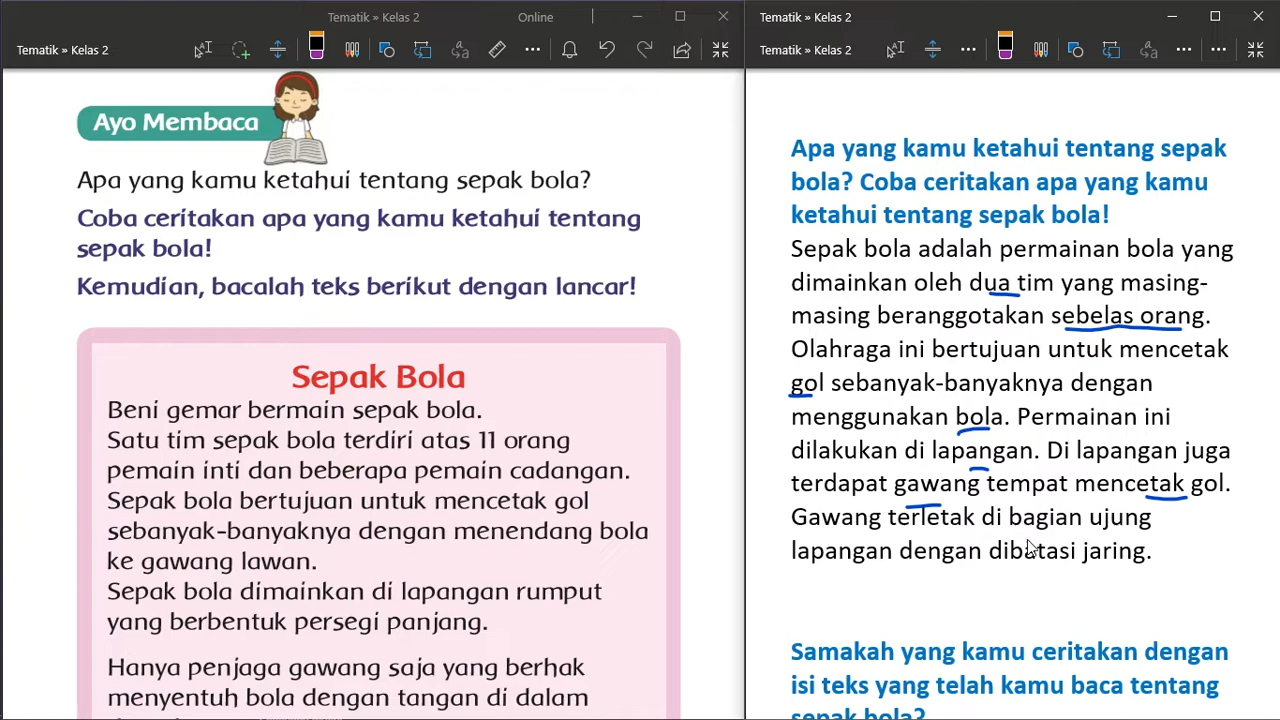 Tematik » Kelas 2
Online
Tematik » Kelas 2
Ayo Membaca
Apa yang kamu ketahui tentang sepak bola?
Coba ceritakan apa yang kamu ketahui tentang
sepak bola!
Kemudian, bacalah teks berikut dengan lancar!
Sepak Bola
Beni gemar bermain sepak bola.
Satu tim sepak bola terdiri atas 11 orang
pemain inti dan beberapa pemain cadangan.
Sepak bola bertujuan untuk mencetak gol
sebanyak-banyaknya dengan menendang bola
ke gawang lawan.
Sepak bola dimainkan di lapangan rumput
yang berbentuk persegi panjang.
Hanya penjaga gawang saja yang berhak
menyentuh bola dengan tangan di dalam
Tematik » Kelas 2
Tematik » Kelas 2
Apa yang kamu ketahui tentang sepak
bola? Coba ceritakan apa yang kamu
ketahui tentang sepak bola!
Sepak bola adalah permainan bola yang
dimainkan oleh dua tim yang masing-
masing beranggotakan sebelas orang.
Olahraga ini bertujuan untuk mencetak
gol sebanyak-banyaknya dengan
menggunakan bola. Permainan ini
dilakukan di lapangan. Di lapangan juga
terdapat gawang tempat mencetak gol.
Gawang terletak di bagian ujung
lapangan dengan dibatasi jaring.
Samakah yang kamu ceritakan dengan
isi teks yang telah kamu baca tentang
sepak bola?